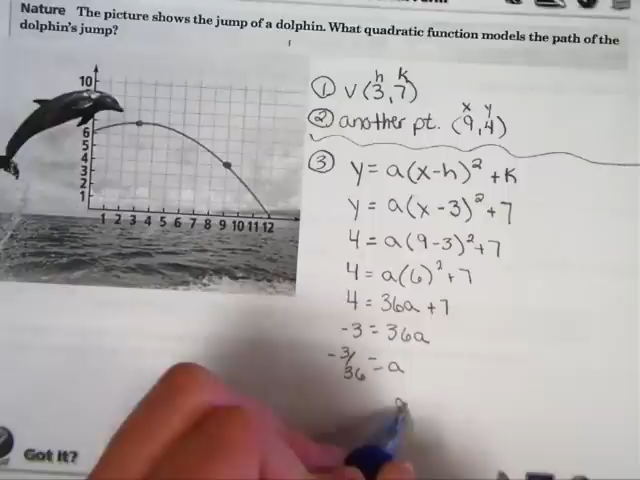 Nature The picture shows the jump of a dolphin. What quadratic function models the path of the
dolphin's jump?
10
6
5
4
3
2
1
1 2 3 4 5 6 7 8 9 10 11 12
① V(3,7)
h K
② another pt. (9,4)
x y
③ y = a(x-h)² + K
y = a(x-3)² + 7
4 = a(9-3)² + 7
4 = a(6)² + 7
4 = 36a + 7
-3 = 36a
-3/36 = a
Got It?